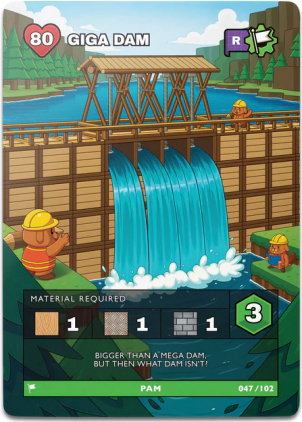 80 GIGA DAM R
MATERIAL REQUIRED
1 1 1 3
BIGGER THAN A MEGA DAM,
BUT THEN WHAT DAM ISN'T?
PAM 047/102